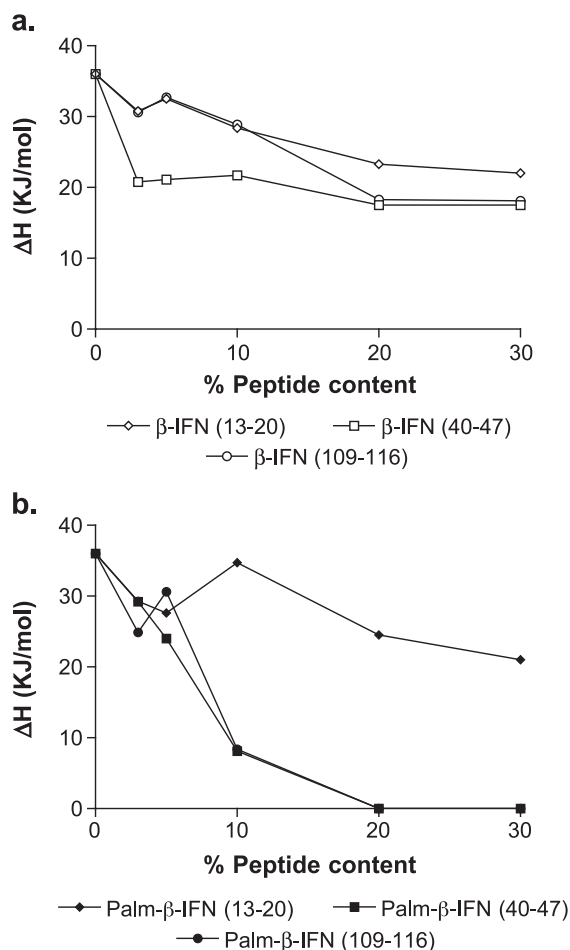 a.
40
30
20
10
0
ΔH (KJ/mol)
0 10 20 30
% Peptide content
β-IFN (13-20) β-IFN (40-47)
β-IFN (109-116)
b.
40
30
20
10
0
ΔH (KJ/mol)
0 10 20 30
% Peptide content
Palm-β-IFN (13-20) Palm-β-IFN (40-47)
Palm-β-IFN (109-116)